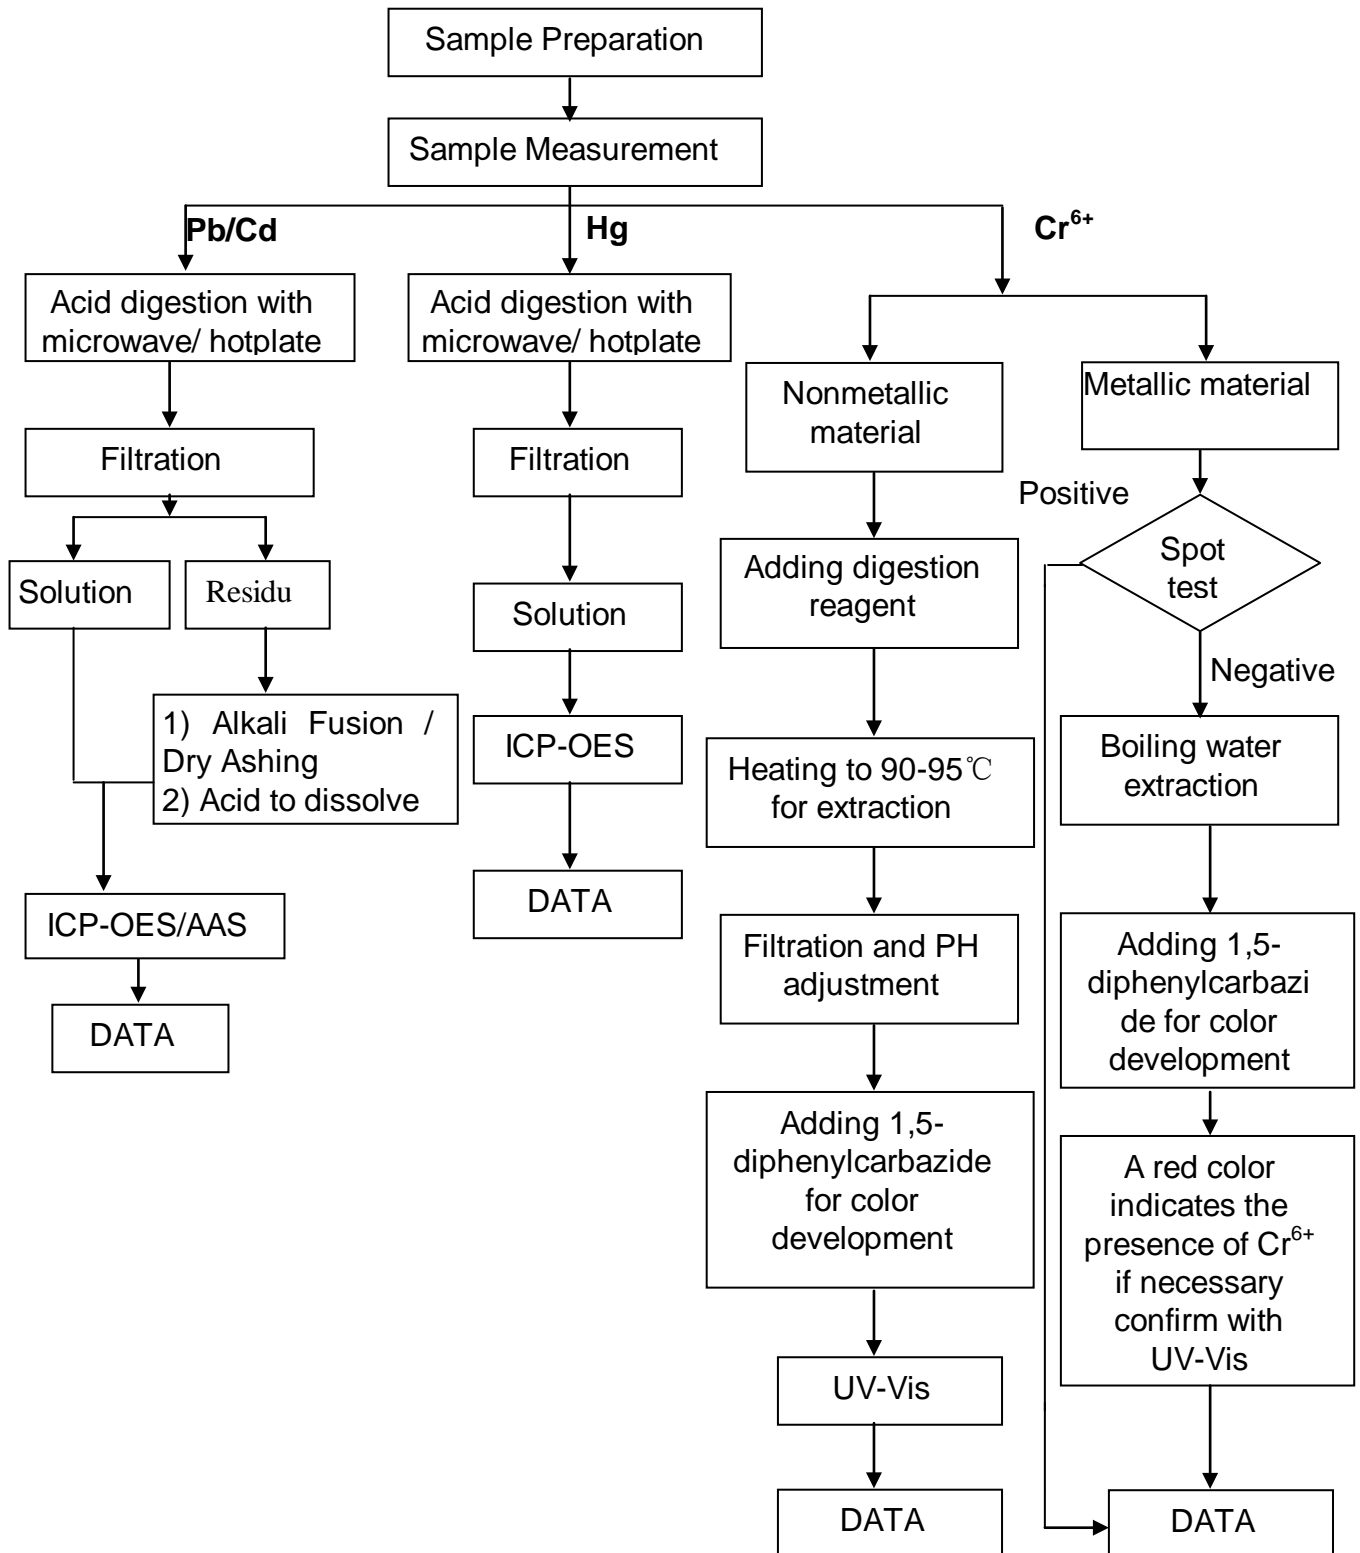 Sample Preparation
Sample Measurement
Pb/Cd
Hg
Cr⁶⁺
Acid digestion with
microwave/ hotplate
Filtration
Solution
Residu
1) Alkali Fusion /
Dry Ashing
2) Acid to dissolve
ICP-OES/AAS
DATA
Acid digestion with
microwave/ hotplate
Filtration
Solution
ICP-OES
DATA
Nonmetallic
material
Adding digestion
reagent
Heating to 90-95℃
for extraction
Filtration and PH
adjustment
Adding 1,5-
diphenylcarbazide
for color
development
UV-Vis
DATA
Metallic material
Positive
Spot
test
Negative
Boiling water
extraction
Adding 1,5-
diphenylcarbazi
de for color
development
A red color
indicates the
presence of Cr⁶⁺
if necessary
confirm with
UV-Vis
DATA